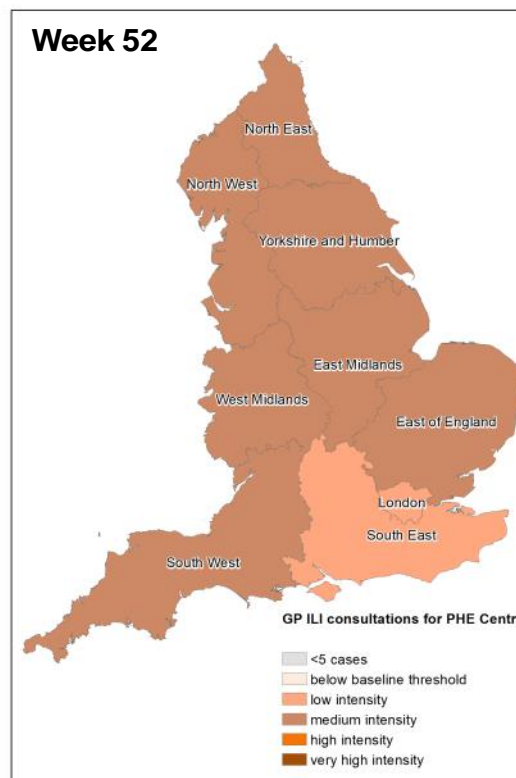 Week 52
North East
North West
Yorkshire and Humber
East Midlands
West Midlands
East of England
London
South East
South West
GP ILI consultations for PHE Centr
<5 cases
below baseline threshold
low intensity
medium intensity
high intensity
very high intensity